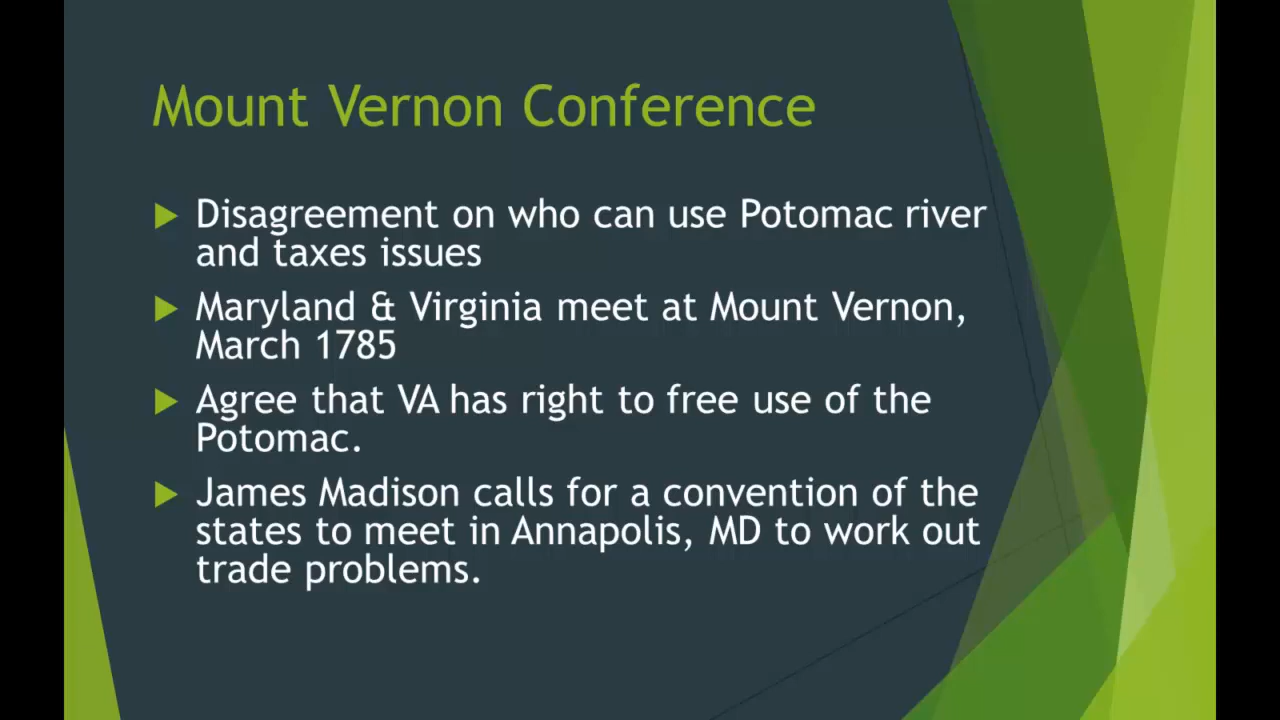 Mount Vernon Conference
Disagreement on who can use Potomac river
and taxes issues
Maryland & Virginia meet at Mount Vernon,
March 1785
Agree that VA has right to free use of the
Potomac.
James Madison calls for a convention of the
states to meet in Annapolis, MD to work out
trade problems.